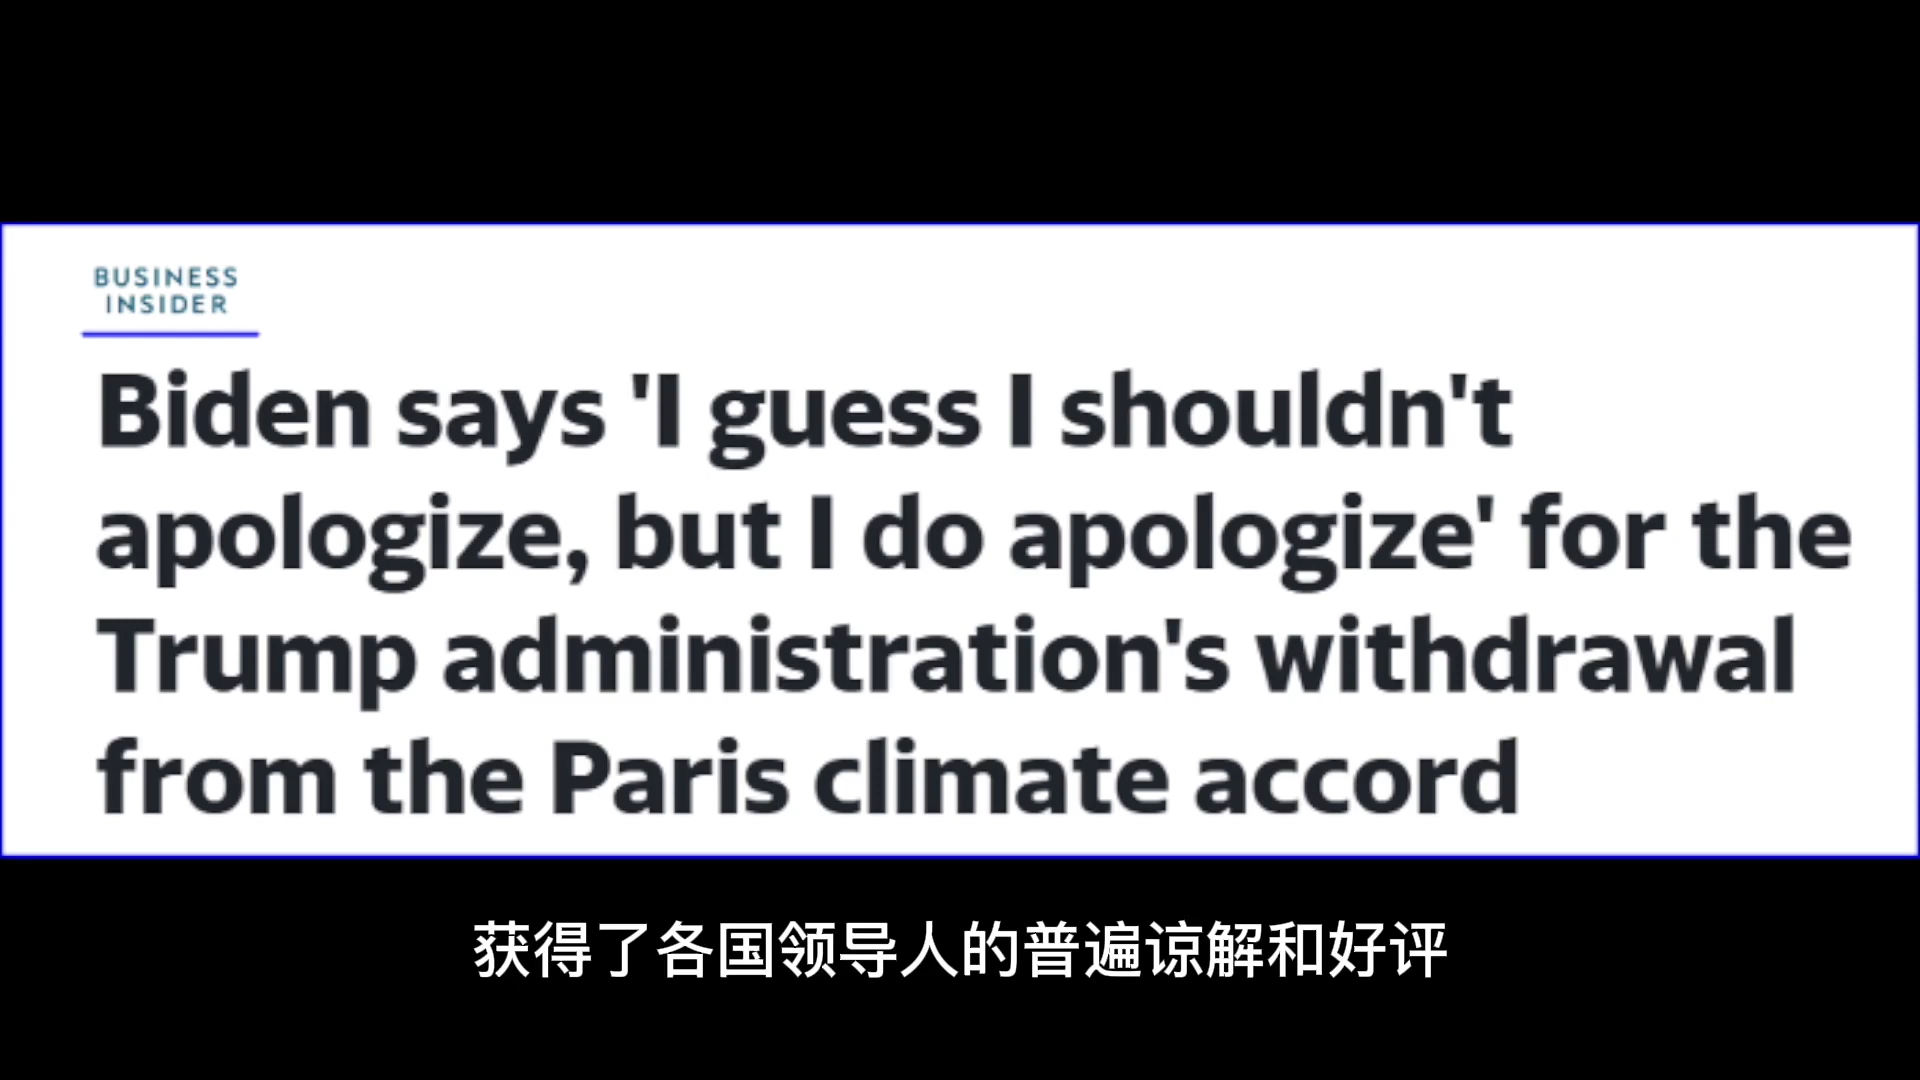 BUSINESS
INSIDER
Biden says 'I guess I shouldn't
apologize, but I do apologize' for the
Trump administration's withdrawal
from the Paris climate accord
获得了各国领导人的普遍谅解和好评